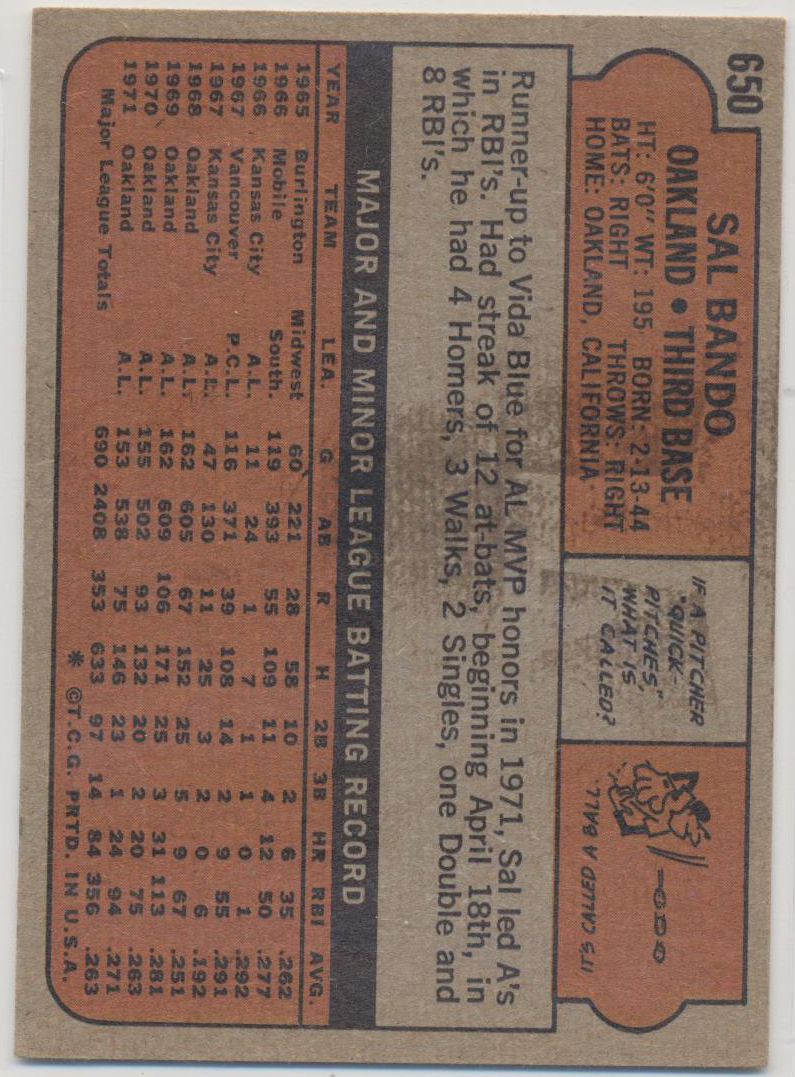 650
SAL BANDO
OAKLAND • THIRD BASE
HT: 6'0" WT: 195 BORN: 2-13-44
BATS: RIGHT THROWS: RIGHT
HOME: OAKLAND, CALIFORNIA
IF A PITCHER
"QUICK-
PITCHES,"
WHAT IS
IT CALLED?
IT'S CALLED A BALL.
Runner-up to Vida Blue for AL MVP honors in 1971, Sal led A's
in RBI's. Had streak of 12 at-bats, beginning April 18th, in
which he had 4 Homers, 3 Walks, 2 Singles, one Double and
8 RBI's.
MAJOR AND MINOR LEAGUE BATTING RECORD
YEAR TEAM LEA. G AB R H 2B 3B HR RBI AVG.
1965 Burlington Midwest 60 221 28 58 10 2 6 35 .262
1966 Mobile South. 119 393 55 109 11 4 12 50 .277
1966 Kansas City A.L. 11 24 1 7 1 1 0 1 .292
1967 Vancouver P.C.L. 116 371 39 108 14 2 9 55 .291
1967 Kansas City A.L. 47 130 11 25 3 2 0 6 .192
1968 Oakland A.L. 162 605 67 152 25 5 9 67 .251
1969 Oakland A.L. 162 609 106 171 25 3 31 113 .281
1970 Oakland A.L. 155 502 93 132 20 2 20 75 .263
1971 Oakland A.L. 153 538 75 146 23 1 24 94 .271
Major League Totals 690 2408 353 633 97 14 84 356 .263
* ©T.C.G. PRTD. IN U.S.A.